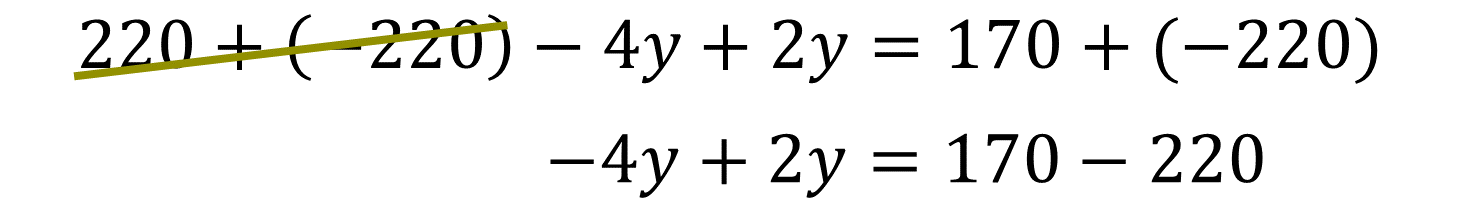 220 + (−220) − 4y + 2y = 170 + (−220)
−4y + 2y = 170 − 220